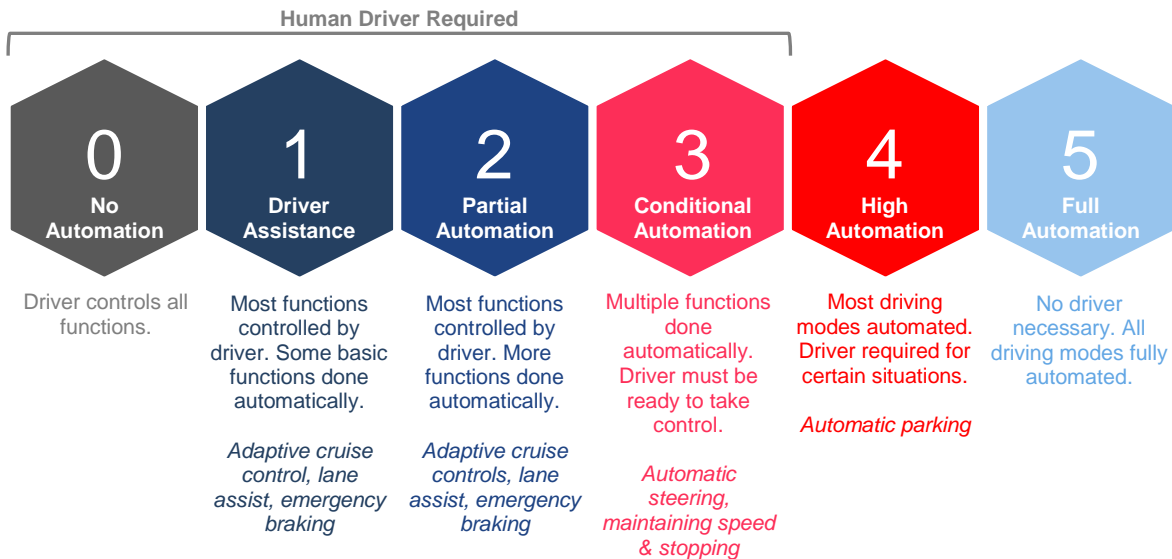 Human Driver Required
0
No
Automation
Driver controls all
functions.
1
Driver
Assistance
Most functions
controlled by
driver. Some basic
functions done
automatically.
Adaptive cruise
control, lane
assist, emergency
braking
2
Partial
Automation
Most functions
controlled by
driver. More
functions done
automatically.
Adaptive cruise
controls, lane
assist, emergency
braking
3
Conditional
Automation
Multiple functions
done
automatically.
Driver must be
ready to take
control.
Automatic
steering,
maintaining speed
& stopping
4
High
Automation
Most driving
modes automated.
Driver required for
certain situations.
Automatic parking
5
Full
Automation
No driver
necessary. All
driving modes fully
automated.